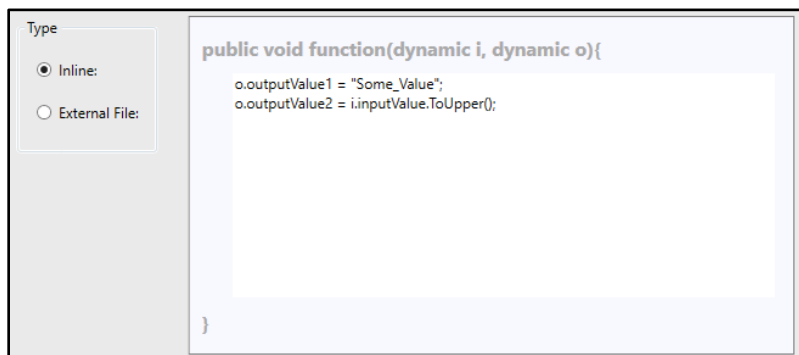 Type
Inline:
External File:
public void function(dynamic i, dynamic o){
o.outputValue1 = "Some_Value";
o.outputValue2 = i.inputValue.ToUpper();
}